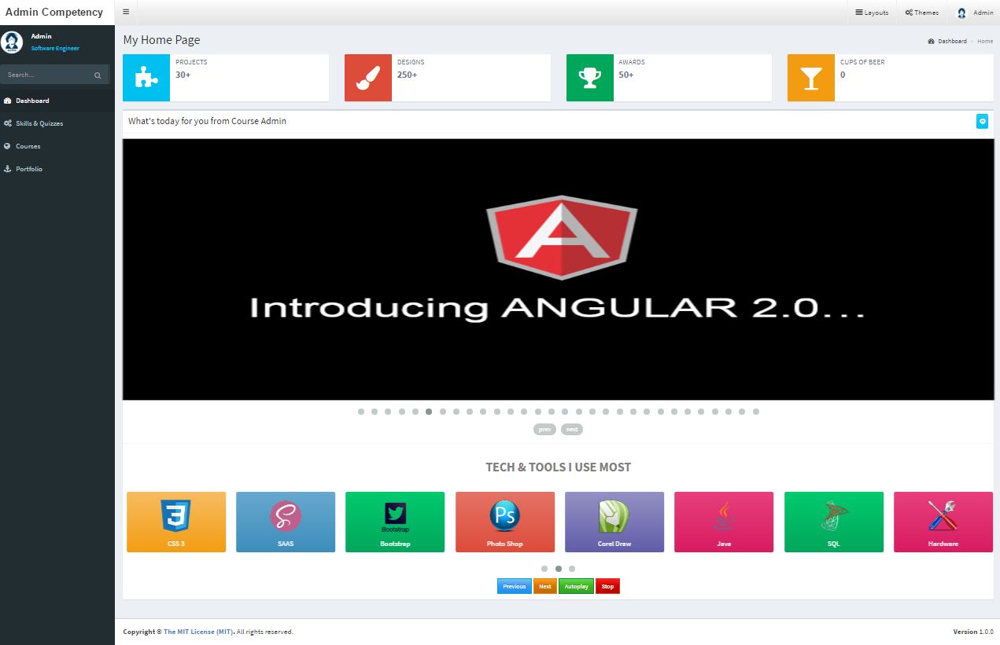 Admin Competency
Layouts
Themes
Admin
Admin
Software Engineer
Search...
Dashboard
Skills & Quizzes
Courses
Portfolio
My Home Page
Dashboard
Home
PROJECTS
30+
DESIGNS
250+
AWARDS
50+
CUPS OF BEER
0
What's today for you from Course Admin
Introducing ANGULAR 2.0...
prev
next
TECH & TOOLS I USE MOST
CSS 3
SAAS
Bootstrap
Bootstrap
Ps
Photo Shop
Corel Draw
Java
SQL
Hardware
Previous
Next
Autoplay
Stop
Copyright © The MIT License (MIT). All rights reserved.
Version 1.0.0